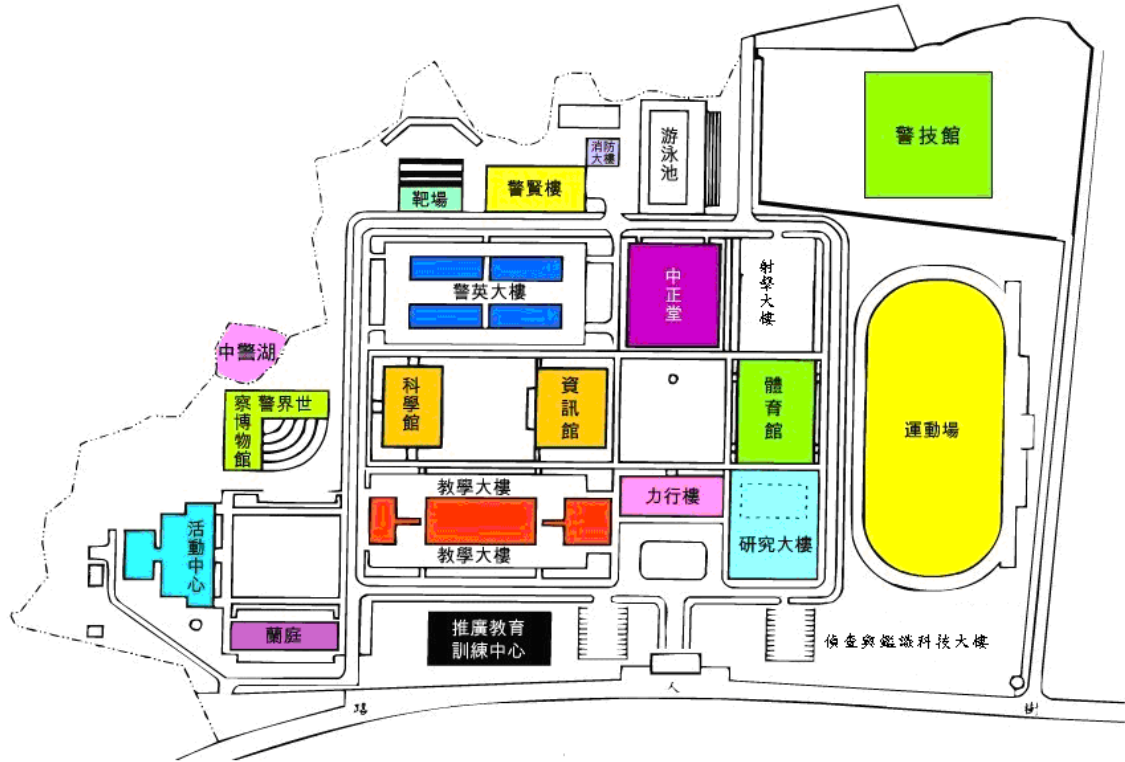 警技館
消防
大樓
游泳池
靶場
警賢樓
中正堂
射擊大樓
警英大樓
中警湖
警界世
察博物館
科學館
資訊館
體育館
運動場
教學大樓
力行樓
活動中心
研究大樓
教學大樓
蘭庭
推廣教育
訓練中心
偵查與鑑識科技大樓
人
塔
樹